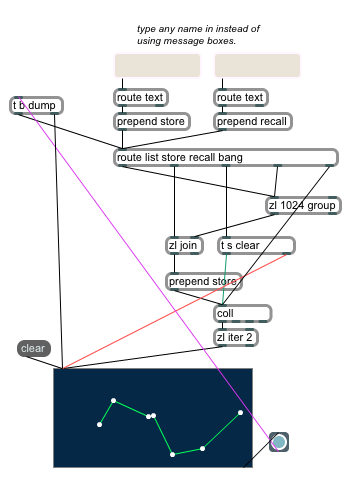 type any name in instead of
using message boxes.
t b dump
route text
route text
prepend store
prepend recall
route list store recall bang
zl 1024 group
zl join
t s clear
prepend store
coll
zl iter 2
clear